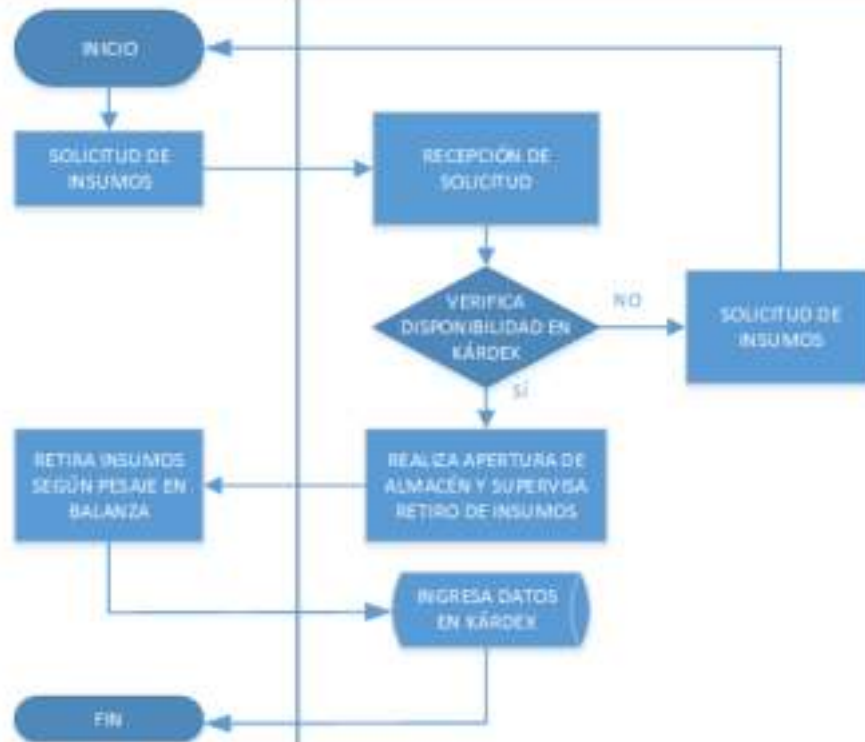 INICIO
SOLICITUD DE
INSUMOS
RECEPCIÓN DE
SOLICITUD
VERIFICA
DISPONIBILIDAD EN
KÁRDEX
NO
SOLICITUD DE
INSUMOS
SÍ
REALIZA APERTURA DE
ALMACÉN Y SUPERVISA
RETIRO DE INSUMOS
RETIRA INSUMOS
SEGÚN PESAJE EN
BALANZA
INGRESA DATOS
EN KÁRDEX
FIN